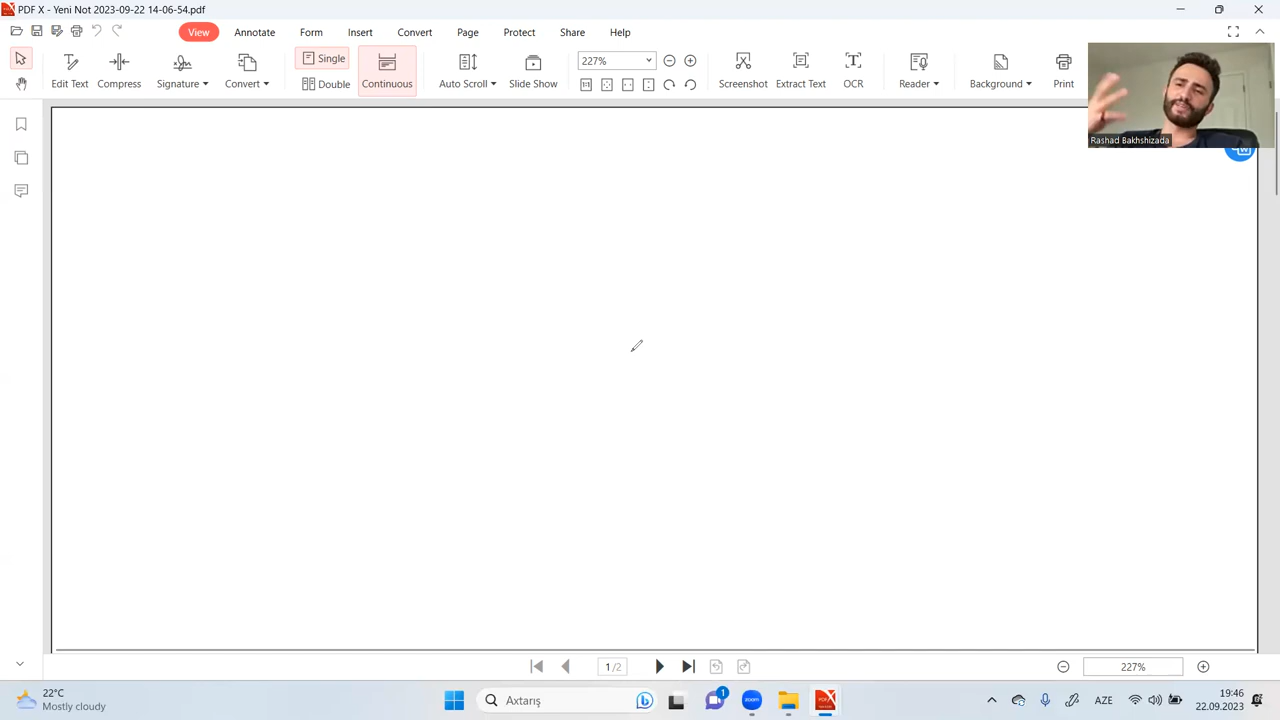 PDF X - Yeni Not 2023-09-22 14-06-54.pdf
View Annotate Form Insert Convert Page Protect Share Help
Edit Text Compress Signature Convert Single Double Continuous Auto Scroll Slide Show 227% Screenshot Extract Text OCR Reader Background Print
Rashad Bakhshizada
1 /2
227%
22°C
Mostly cloudy
Axtarış
1
zoom
AZE
19:46
22.09.2023